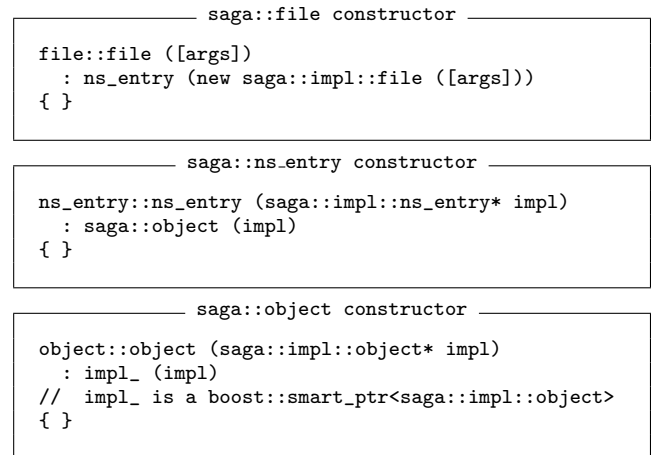 saga::file constructor
file::file ([args])
: ns_entry (new saga::impl::file ([args]))
{ }
saga::ns_entry constructor
ns_entry::ns_entry (saga::impl::ns_entry* impl)
: saga::object (impl)
{ }
saga::object constructor
object::object (saga::impl::object* impl)
: impl_ (impl)
// impl_ is a boost::smart_ptr<saga::impl::object>
{ }